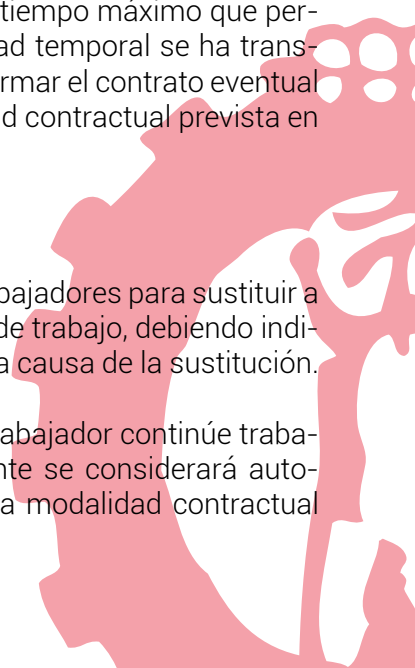 tiempo máximo que per-
ad temporal se ha trans-
rmar el contrato eventual
d contractual prevista en
bajadores para sustituir a
de trabajo, debiendo indi-
a causa de la sustitución.
abajador continúe traba-
nte se considerará auto-
a modalidad contractual